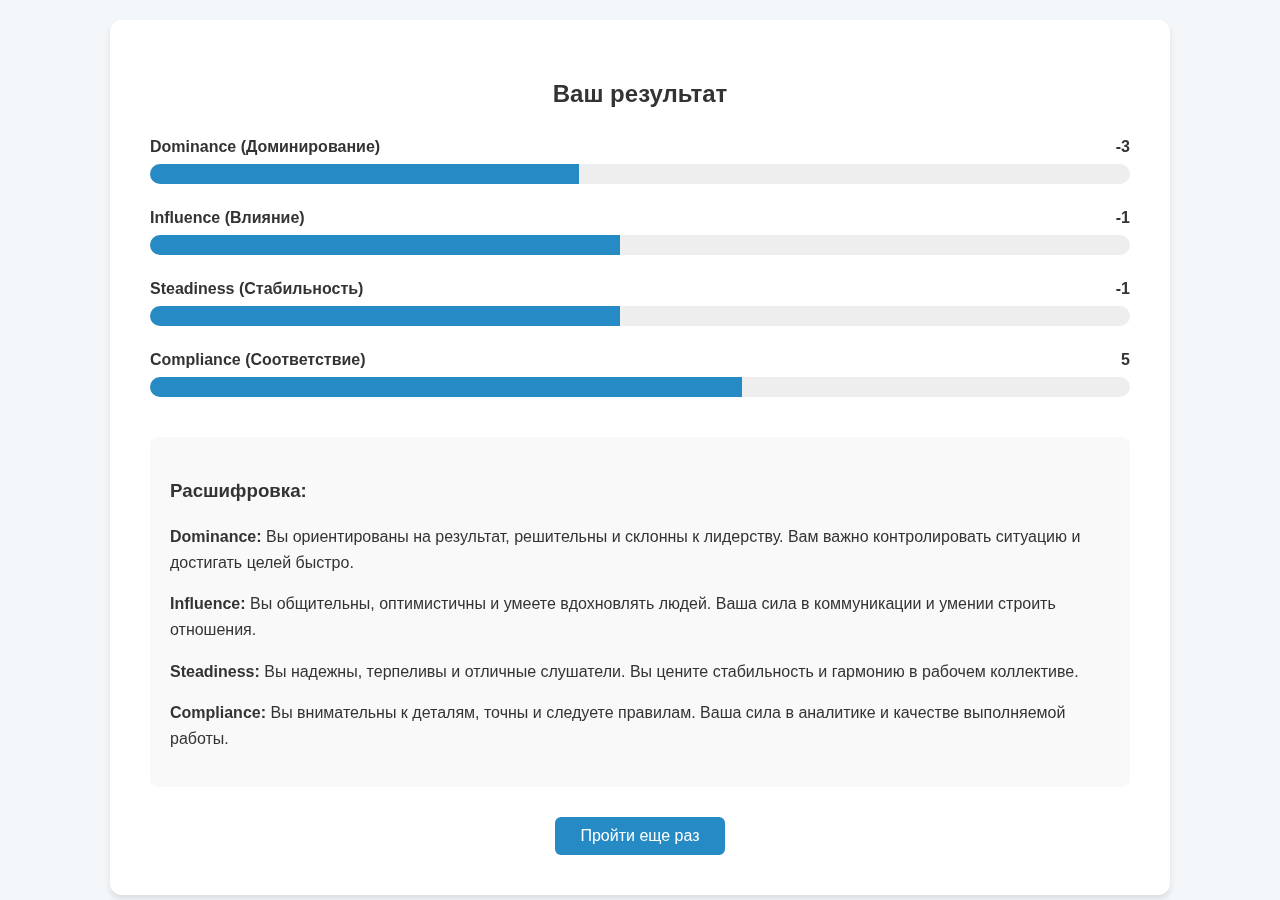 Ваш результат
Dominance (Доминирование) -3
Influence (Влияние) -1
Steadiness (Стабильность) -1
Compliance (Соответствие) 5
Расшифровка:
Dominance: Вы ориентированы на результат, решительны и склонны к лидерству. Вам важно контролировать ситуацию и
достигать целей быстро.
Influence: Вы общительны, оптимистичны и умеете вдохновлять людей. Ваша сила в коммуникации и умении строить
отношения.
Steadiness: Вы надежны, терпеливы и отличные слушатели. Вы цените стабильность и гармонию в рабочем коллективе.
Compliance: Вы внимательны к деталям, точны и следуете правилам. Ваша сила в аналитике и качестве выполняемой
работы.
Пройти еще раз